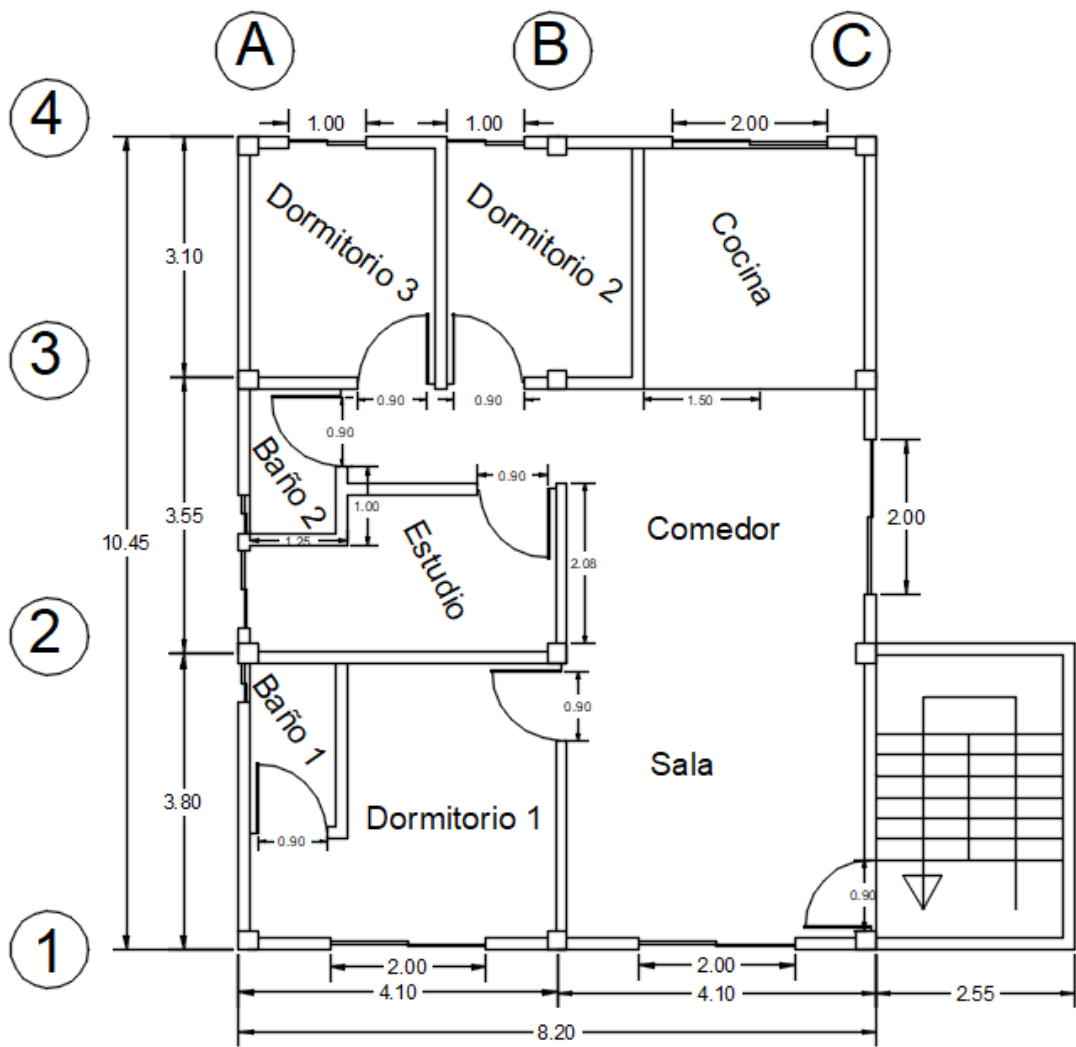 A B C
4
1.00 1.00 2.00
Dormitorio 3
Dormitorio 2
Cocina
3.10
3
0.90 0.90 1.50
0.90
Baño 2
0.90
1.00
1.25
Estudio
2.08
Comedor
2.00
3.55
10.45
2
Baño 1
0.90
Sala
3.80
Dormitorio 1
0.90
0.90
1
2.00 2.00
4.10 4.10 2.55
8.20